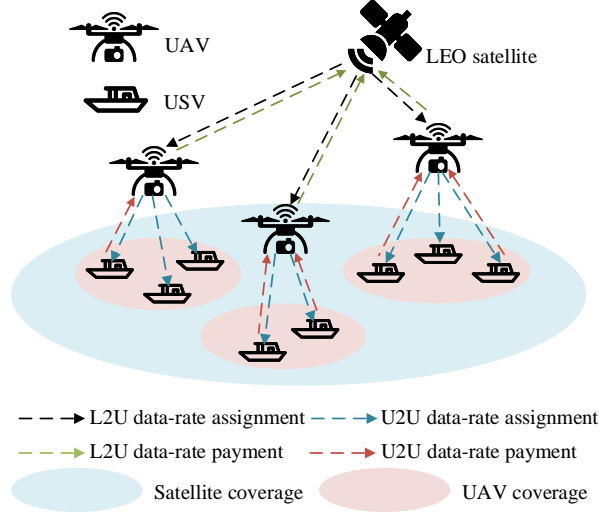 UAV
LEO satellite
USV
L2U data-rate assignment
U2U data-rate assignment
L2U data-rate payment
U2U data-rate payment
Satellite coverage
UAV coverage